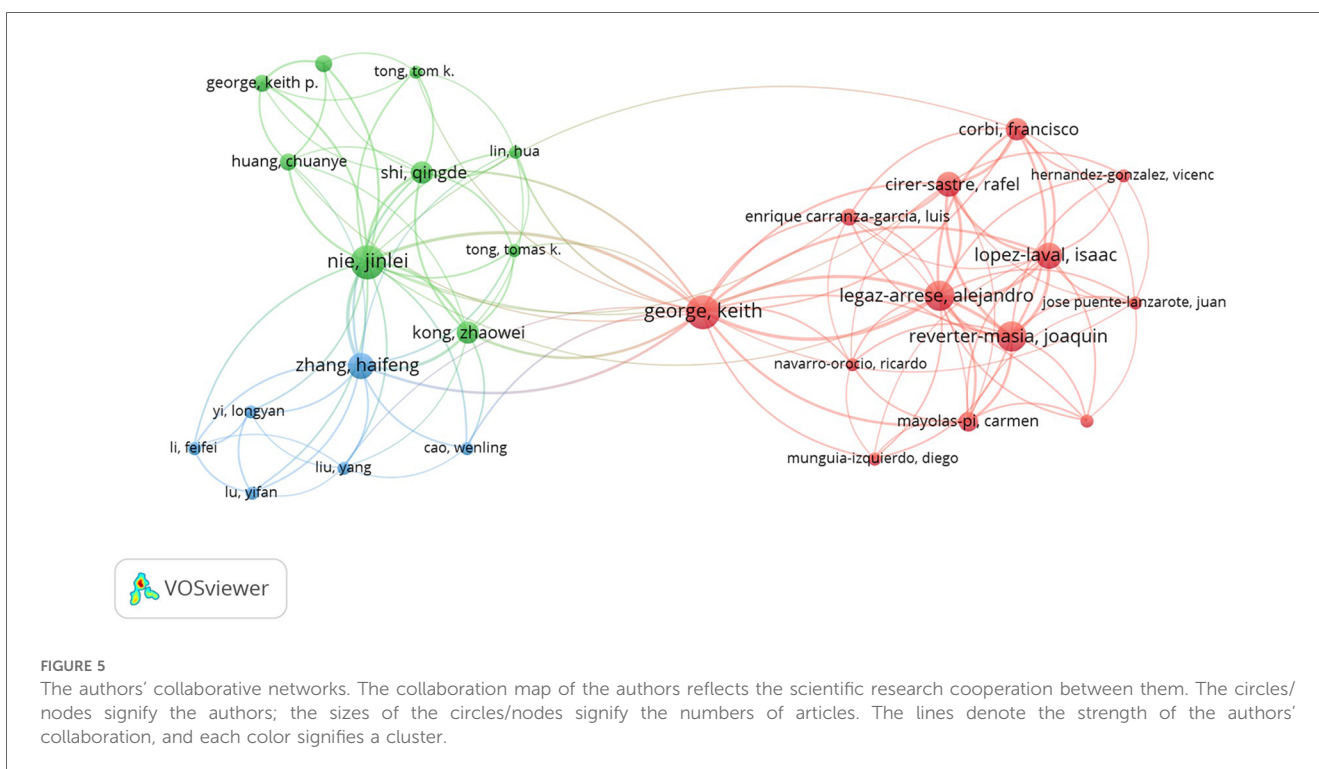 tong, tom k.
george, keith p.
corbi, francisco
lin, hua
huang, chuanye
shi, qingde
hernandez-gonzalez, vicenc
cirer-sastre, rafel
enrique carranza-garcia, luis
tong, tomas k.
nie, jinlei
lopez-laval, isaac
legaz-arrese, alejandro
jose puente-lanzarote, juan
george, keith
kong, zhaowei
reverter-masia, joaquin
zhang, haifeng
navarro-orocio, ricardo
yi, longyan
mayolas-pi, carmen
li, feifei
cao, wenling
liu, yang
munguia-izquierdo, diego
lu, yifan
VOSviewer
FIGURE 5
The authors’ collaborative networks. The collaboration map of the authors reflects the scientific research cooperation between them. The circles/
nodes signify the authors; the sizes of the circles/nodes signify the numbers of articles. The lines denote the strength of the authors’
collaboration, and each color signifies a cluster.